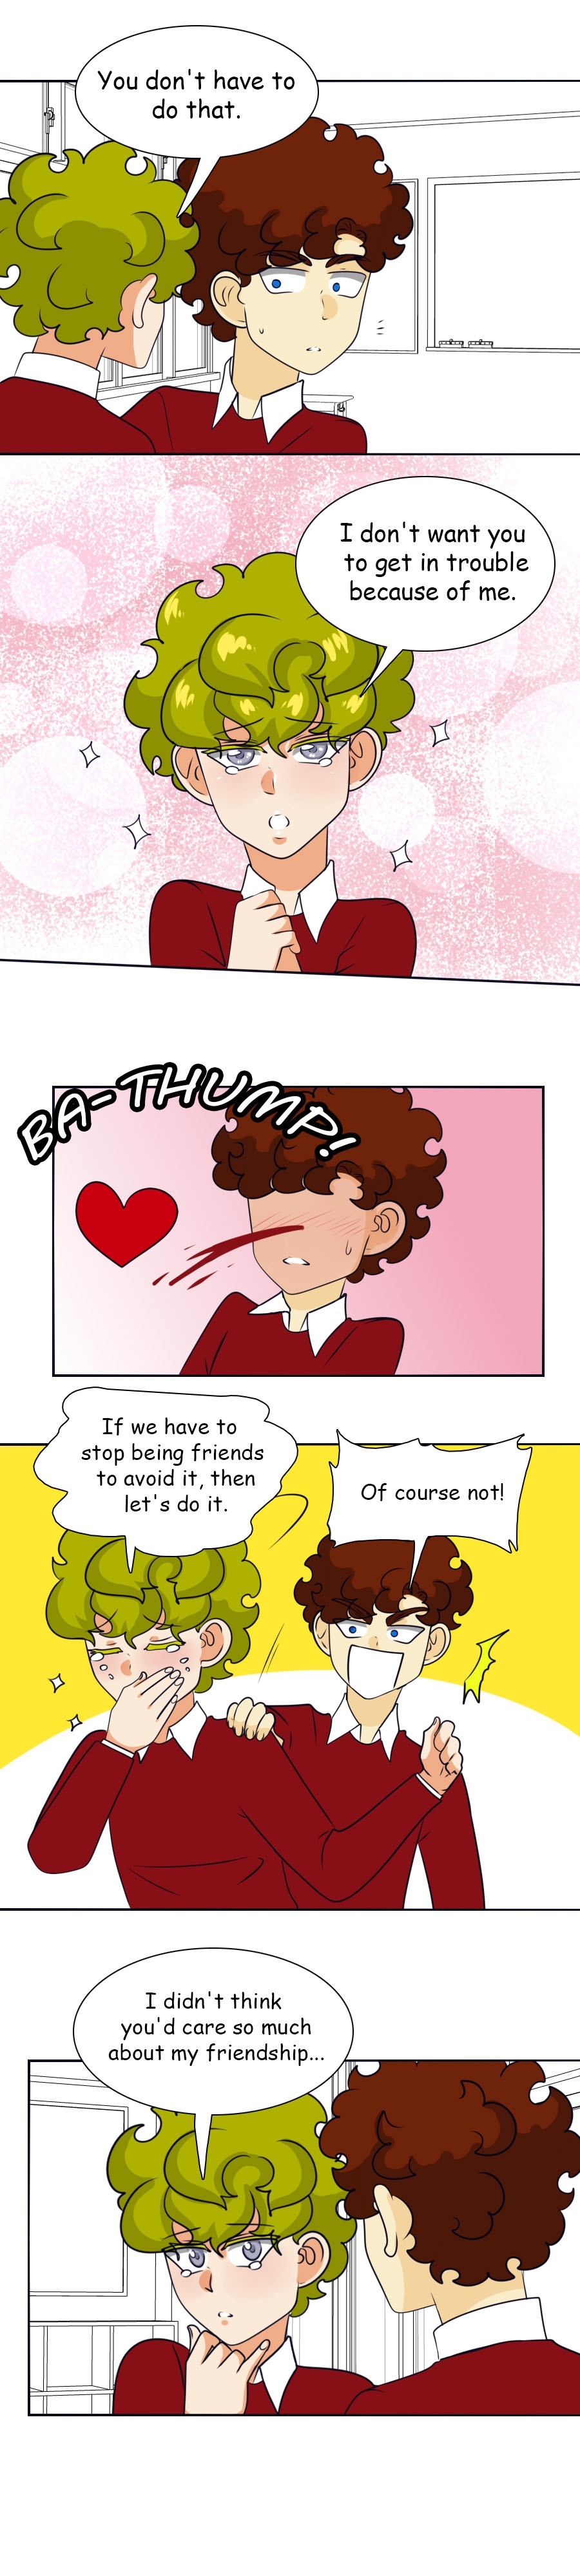 You don't have to
do that.
I don't want you
to get in trouble
because of me.
BA-THUMP!
If we have to
stop being friends
to avoid it, then
let's do it.
Of course not!
I didn't think
you'd care so much
about my friendship...